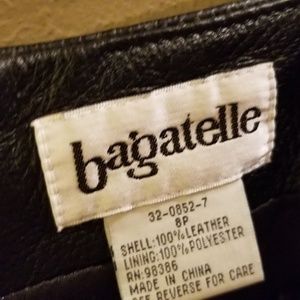 bagatelle
32-0852-7
8P
SHELL:100%LEATHER
LINING:100%POLYESTER
RN:98386
MADE IN CHINA
SEE REVERSE FOR CARE